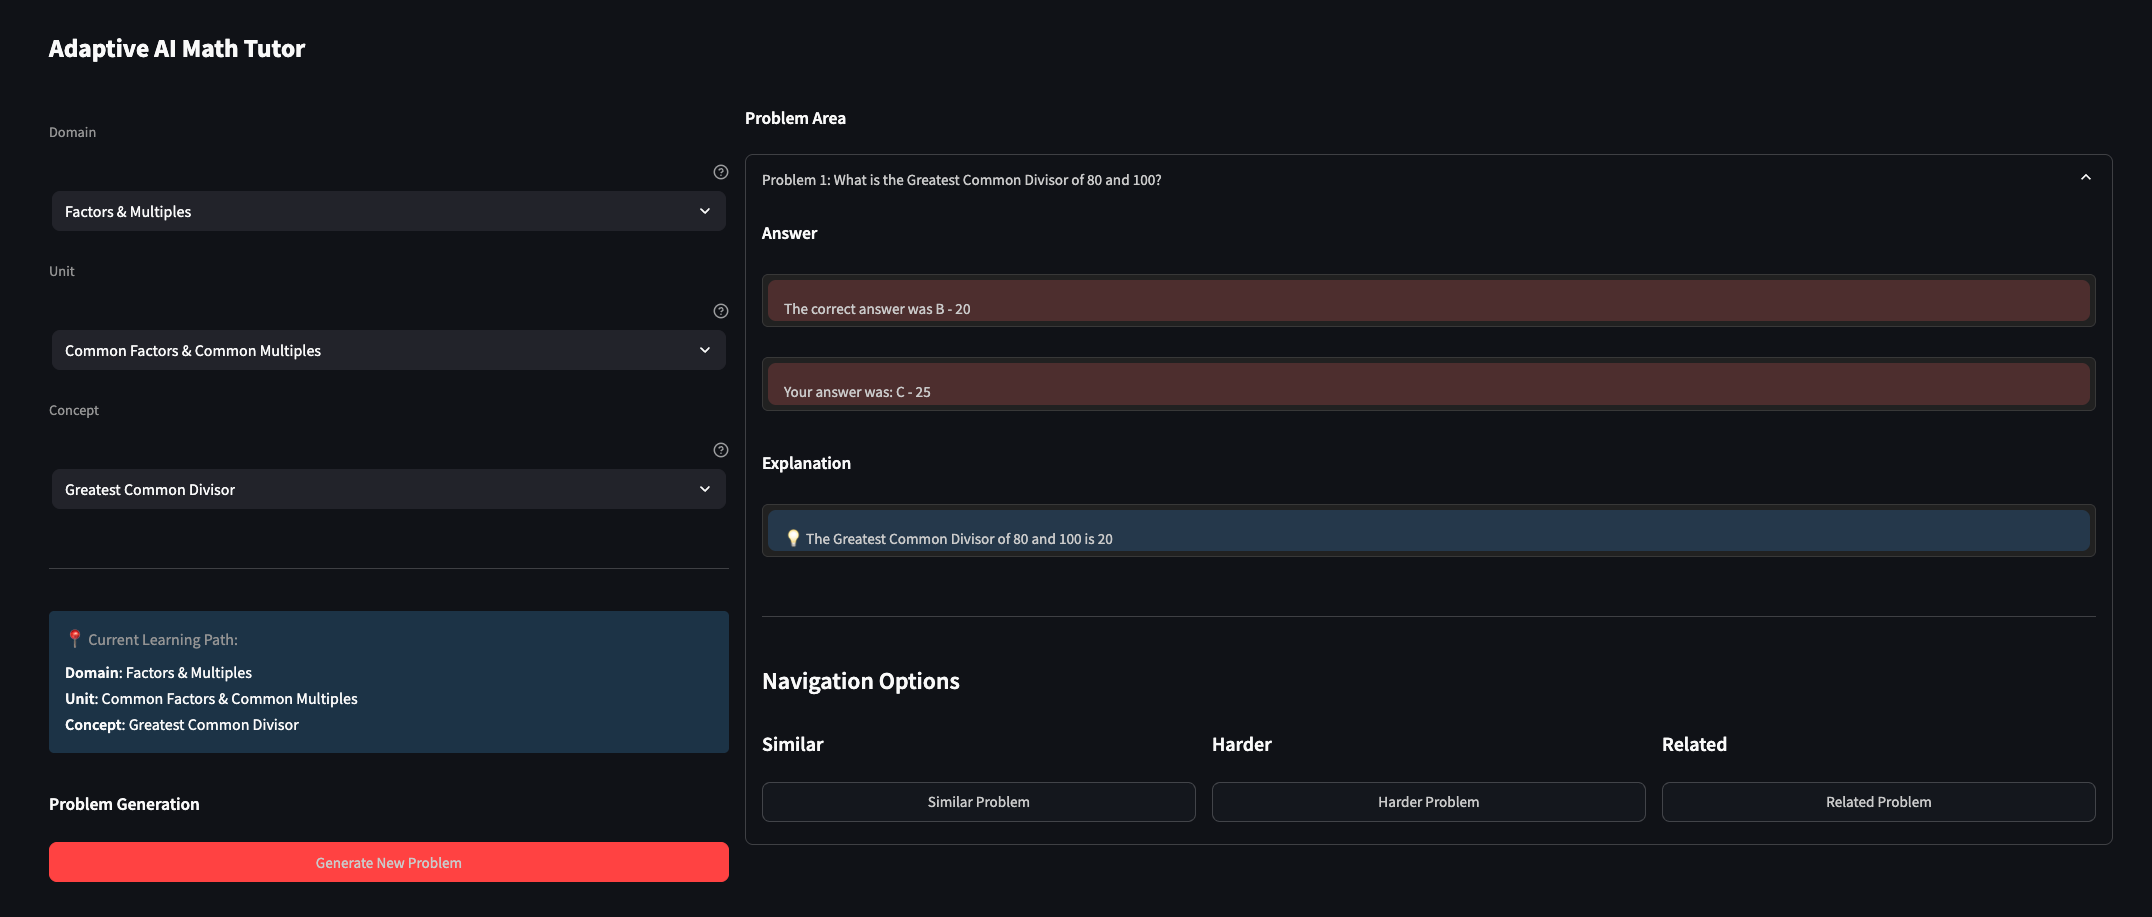 Adaptive AI Math Tutor
Domain
Factors & Multiples
Unit
Common Factors & Common Multiples
Concept
Greatest Common Divisor
Current Learning Path:
Domain: Factors & Multiples
Unit: Common Factors & Common Multiples
Concept: Greatest Common Divisor
Problem Generation
Generate New Problem
Problem Area
Problem 1: What is the Greatest Common Divisor of 80 and 100?
Answer
The correct answer was B - 20
Your answer was: C - 25
Explanation
The Greatest Common Divisor of 80 and 100 is 20
Navigation Options
Similar
Similar Problem
Harder
Harder Problem
Related
Related Problem